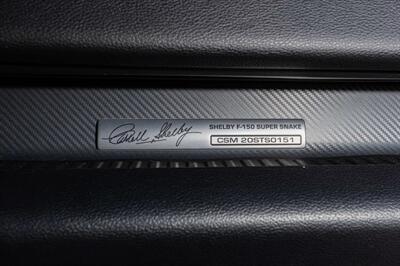 Carroll Shelby
SHELBY F-150 SUPER SNAKE
CSM 20STS0151